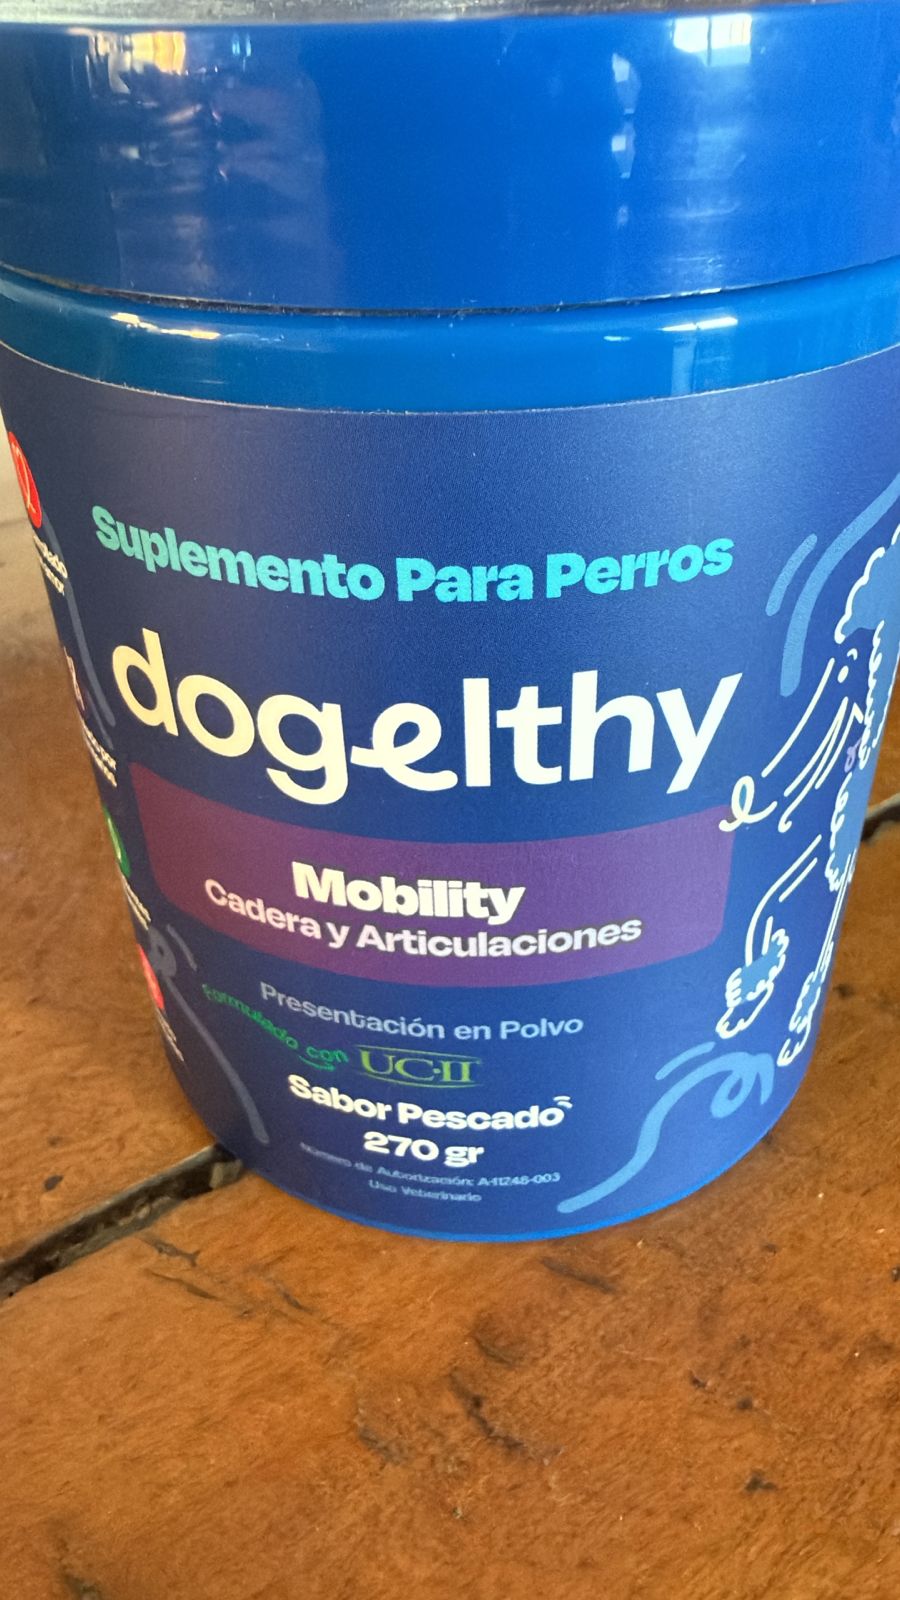 Suplemento Para Perros
dogelthy
Mobility
Cadera y Articulaciones
Presentación en Polvo
Formulado con UC-II
Sabor Pescado
270 gr
Número de Autorización: A-11246-003
Uso Veterinario